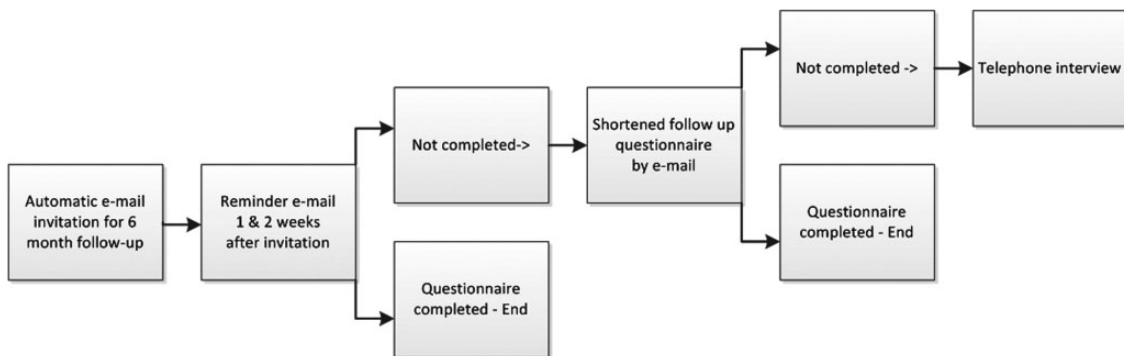 Automatic e-mail
invitation for 6
month follow-up
Reminder e-mail
1 & 2 weeks
after invitation
Not completed->
Questionnaire
completed - End
Shortened follow up
questionnaire
by e-mail
Not completed ->
Telephone interview
Questionnaire
completed - End